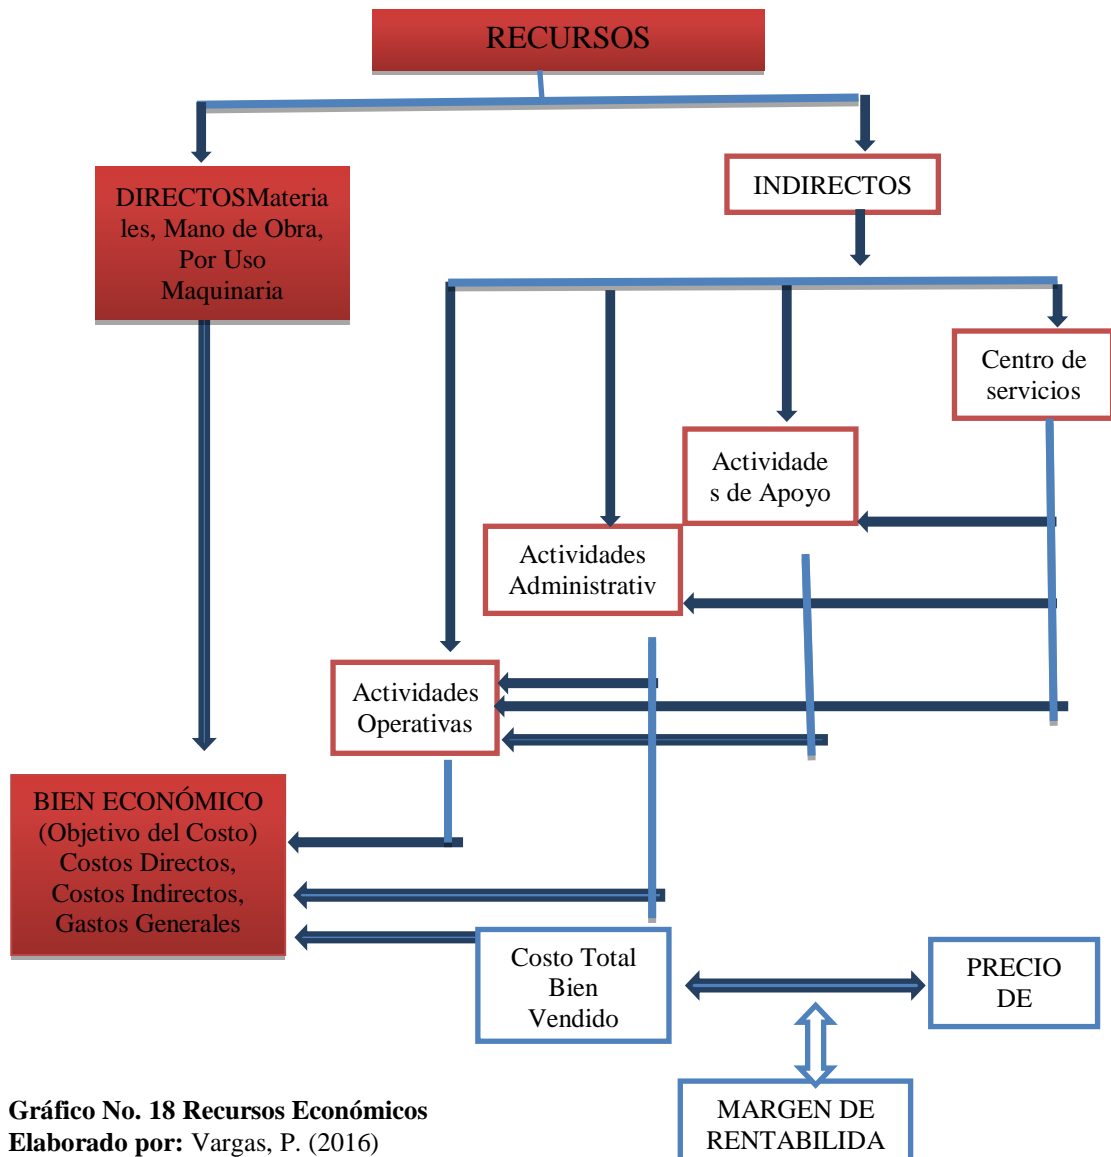 RECURSOS
DIRECTOSMateria
les, Mano de Obra,
Por Uso
Maquinaria
INDIRECTOS
Centro de
servicios
Actividade
s de Apoyo
Actividades
Administrativ
Actividades
Operativas
BIEN ECONÓMICO
(Objetivo del Costo)
Costos Directos,
Costos Indirectos,
Gastos Generales
Costo Total
Bien
Vendido
PRECIO
DE
MARGEN DE
RENTABILIDA
Gráfico No. 18 Recursos Económicos
Elaborado por: Vargas, P. (2016)